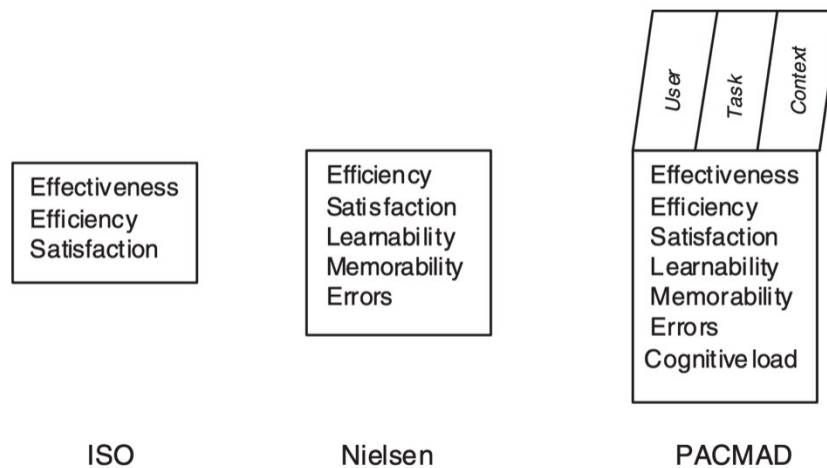 User
Task
Context
Effectiveness
Efficiency
Satisfaction
Efficiency
Satisfaction
Learnability
Memorability
Errors
Effectiveness
Efficiency
Satisfaction
Learnability
Memorability
Errors
Cognitive load
ISO
Nielsen
PACMAD